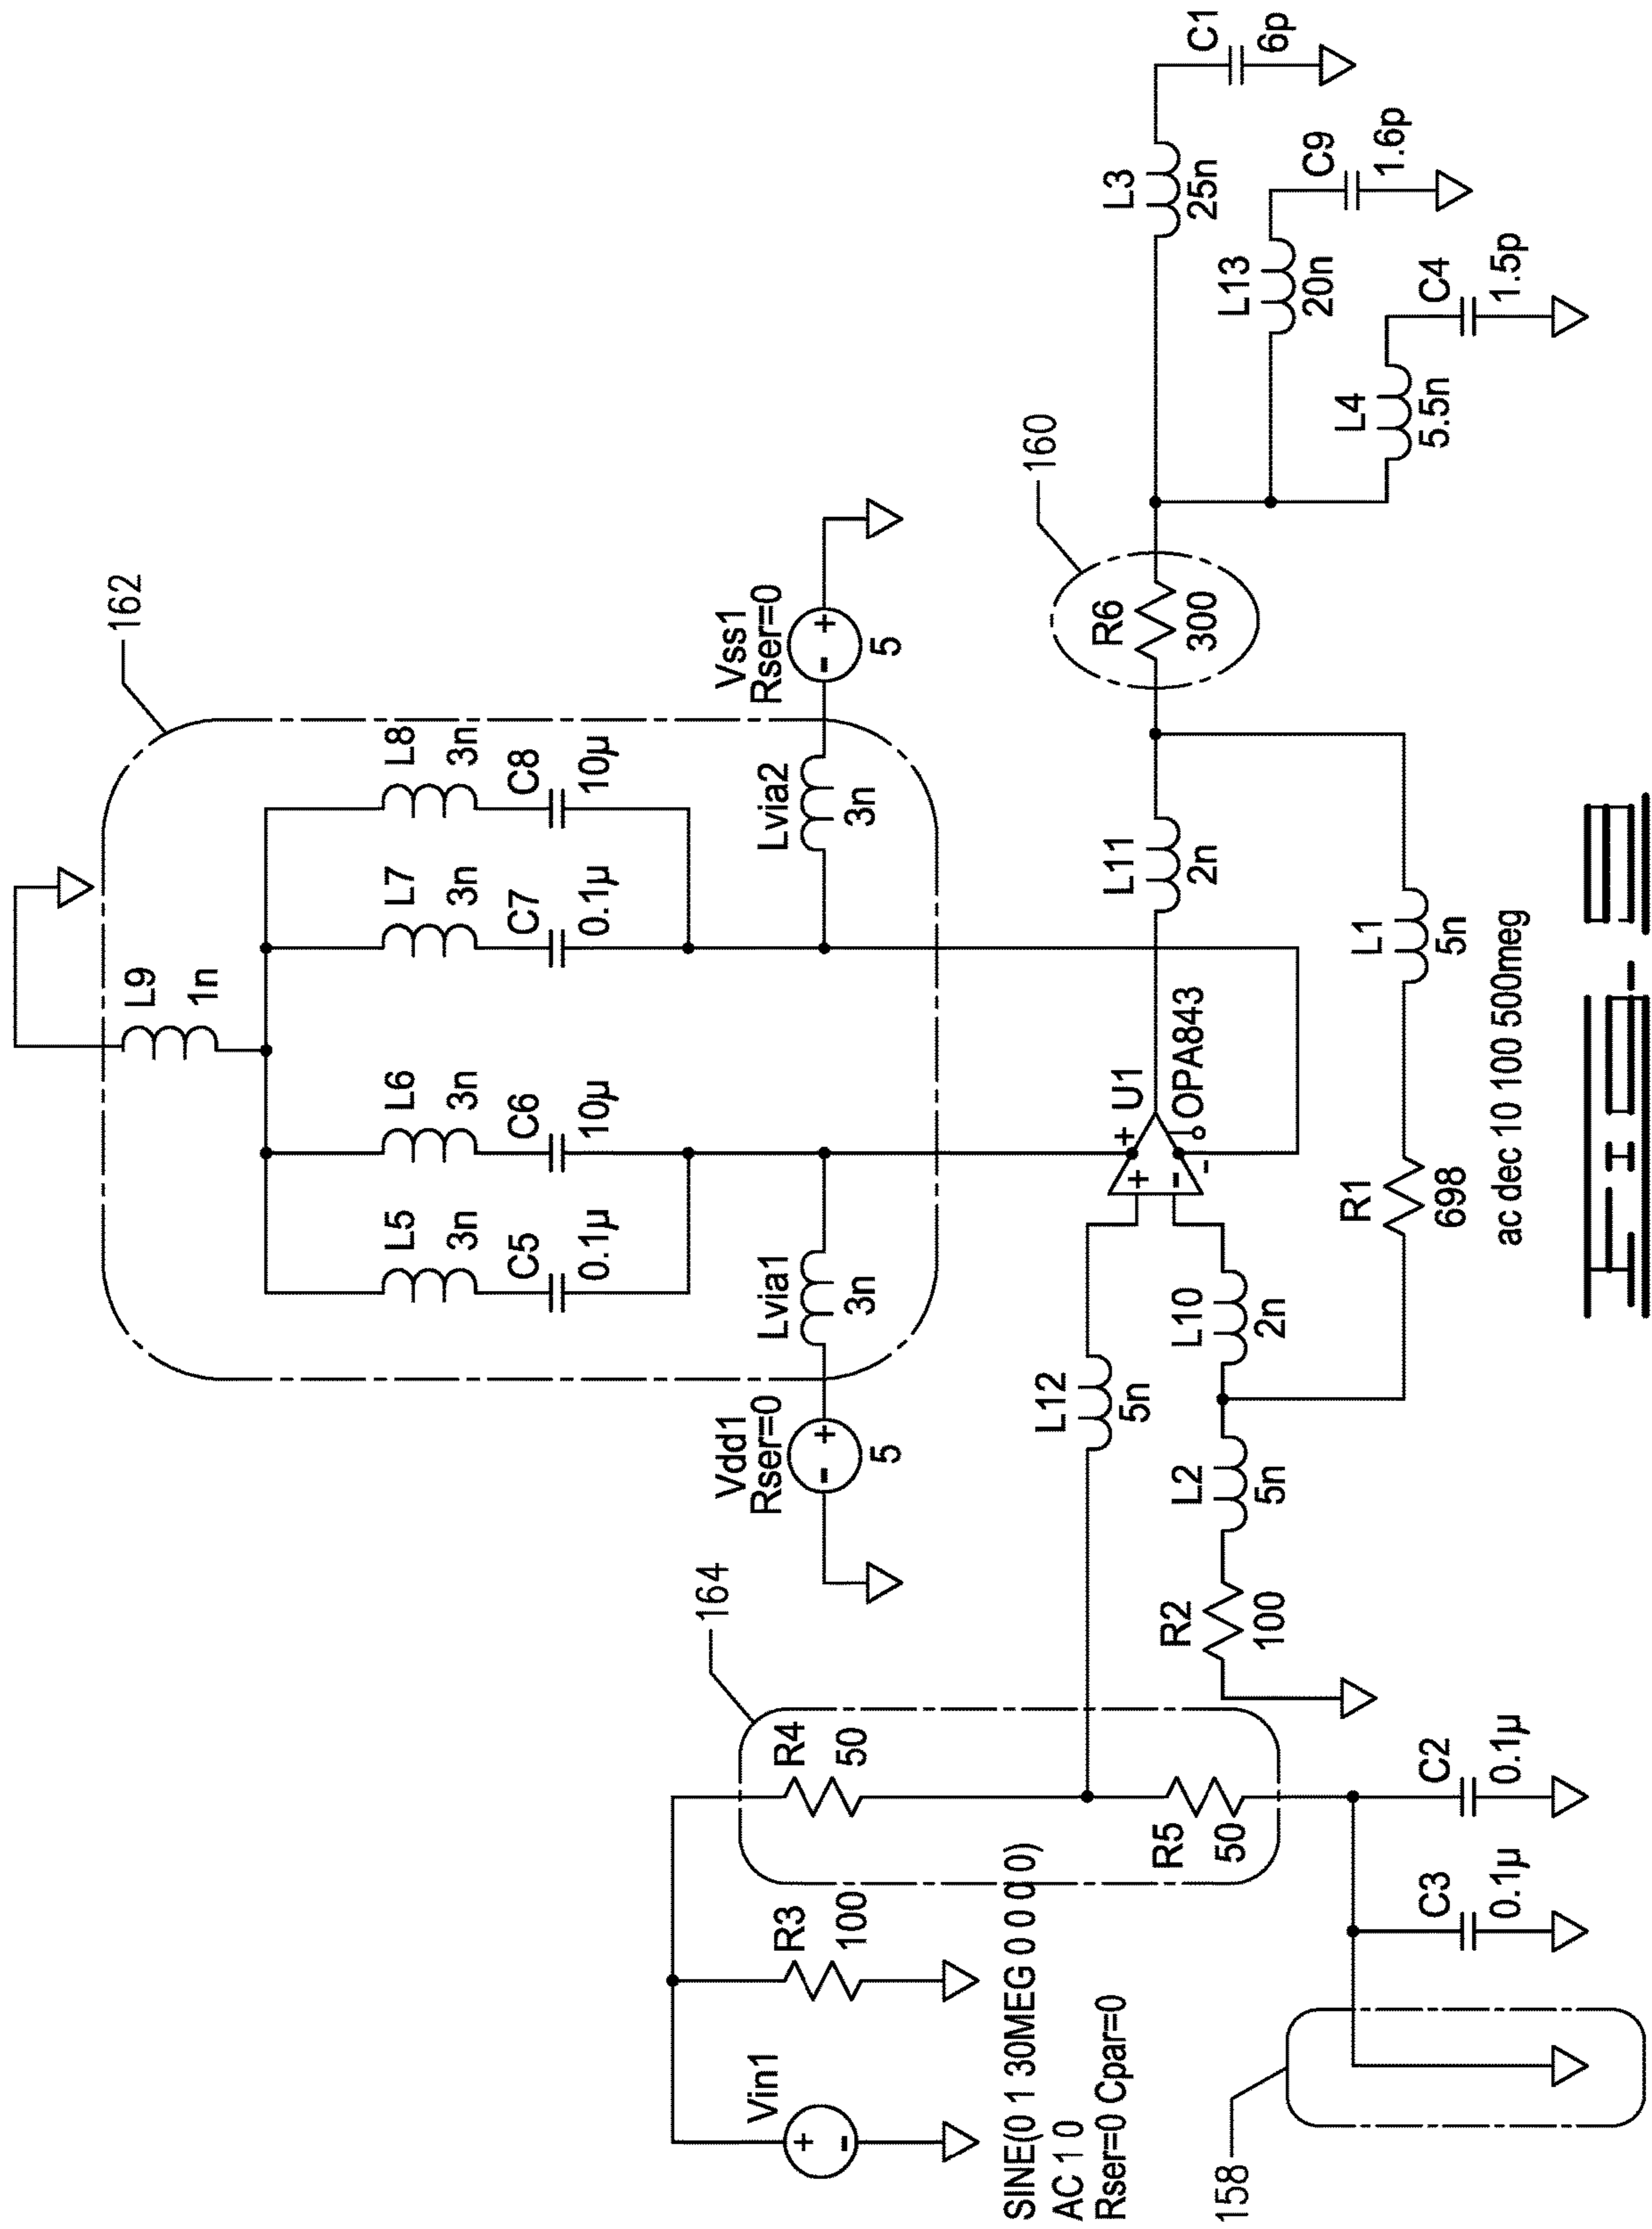 162
L9
1n
L5
3n
C5
0.1µ
L6
3n
C6
10µ
L7
3n
C7
0.1µ
L8
3n
C8
10µ
Vdd1
Rser=0
+
-
5
Lvia1
3n
Lvia2
3n
Vss1
Rser=0
-
+
5
164
Vin1
+
-
SINE(0 1 30MEG 0 0 0 0)
AC 1 0
Rser=0 Cpar=0
R3
100
R4
50
R5
50
C3
0.1µ
C2
0.1µ
158
L12
5n
R2
100
L2
5n
L10
2n
U1
+
+
-
-
OPA843
L11
2n
R1
698
L1
5n
R6
300
160
L3
25n
C1
6p
L13
20n
C9
1.6p
L4
5.5n
C4
1.5p
ac dec 10 100 500meg